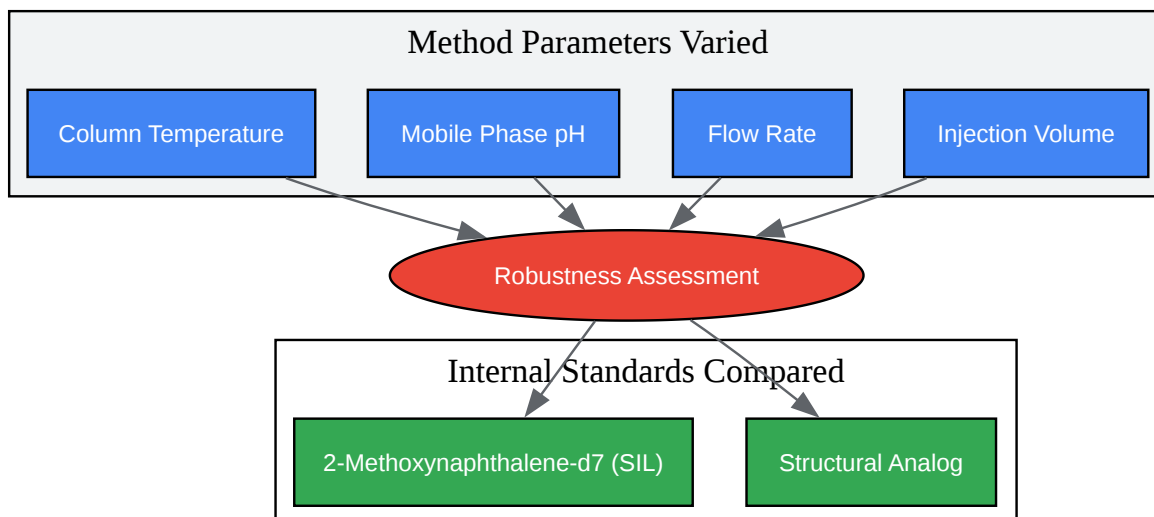 Method Parameters Varied
Column Temperature
Mobile Phase pH
Flow Rate
Injection Volume
Robustness Assessment
Internal Standards Compared
2-Methoxynaphthalene-d7 (SIL)
Structural Analog